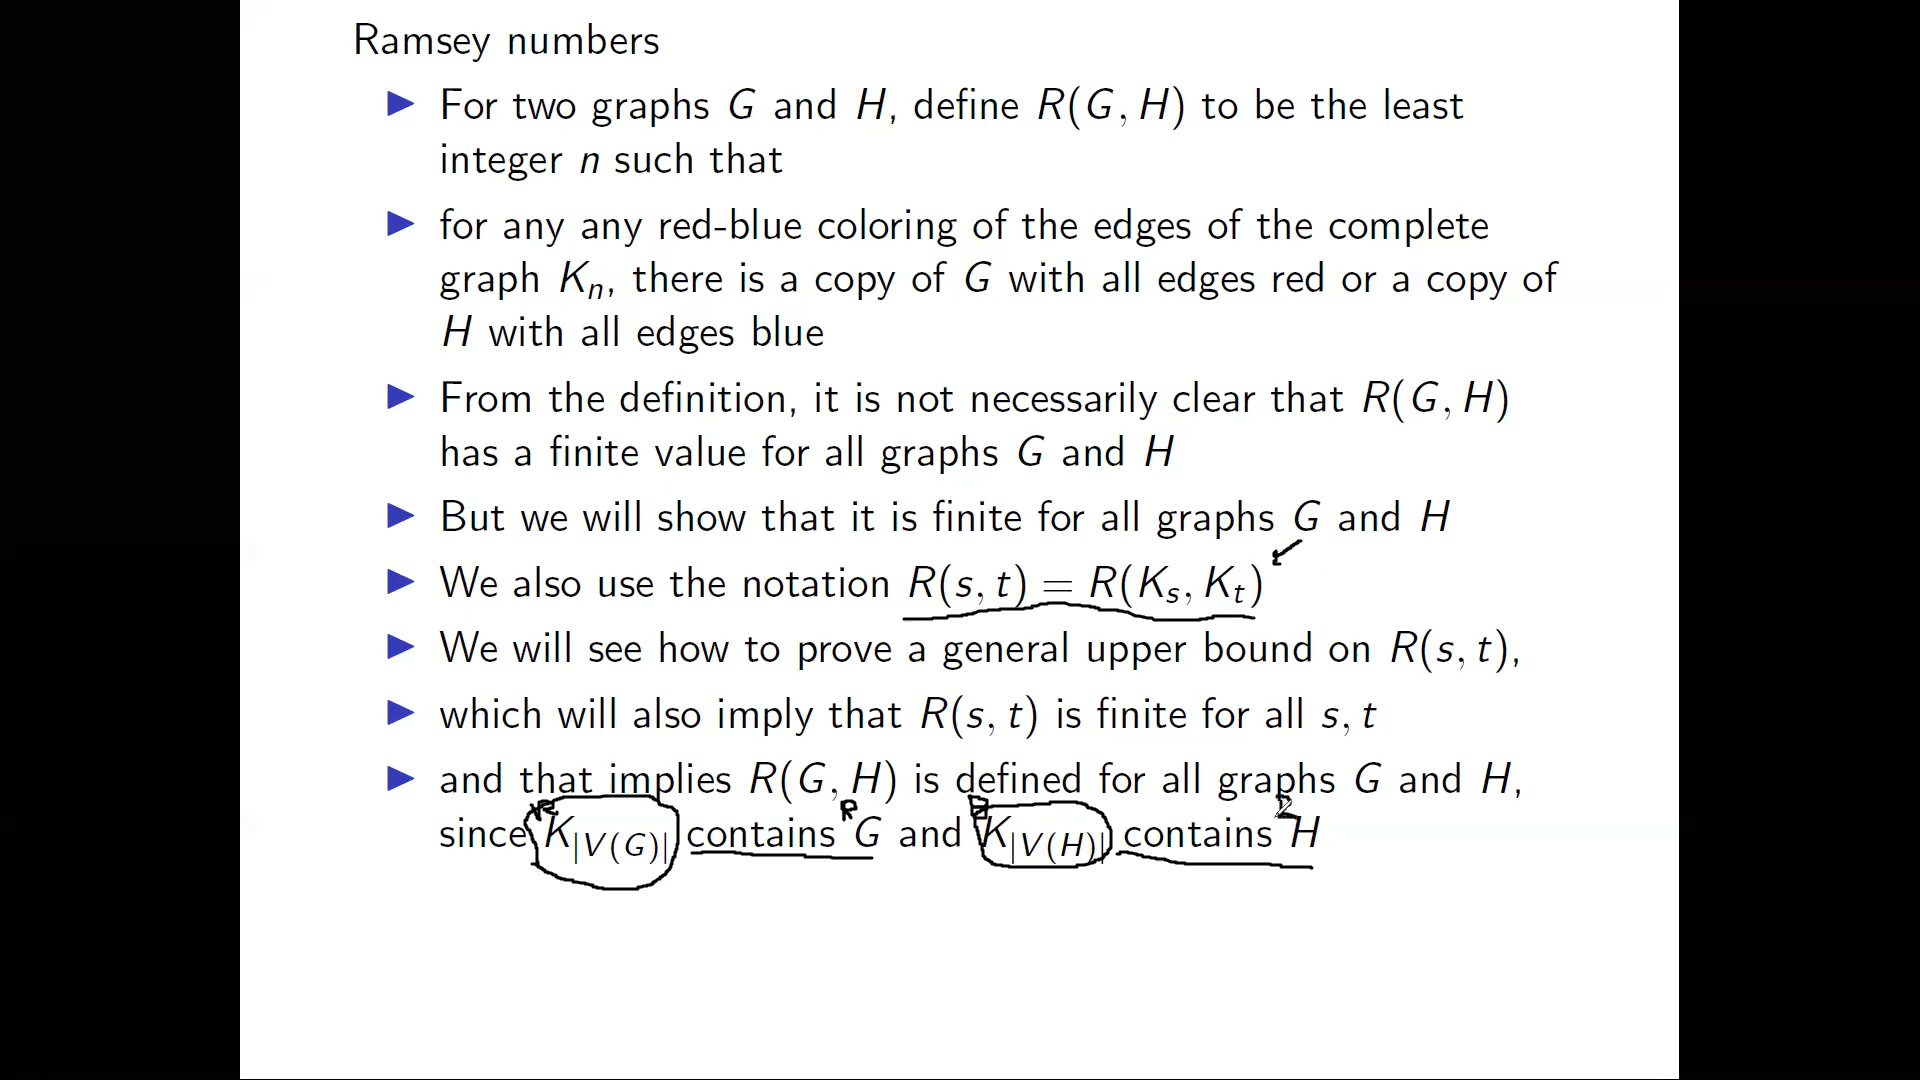 Ramsey numbers
▶ For two graphs G and H, define R(G, H) to be the least
integer n such that
▶ for any any red-blue coloring of the edges of the complete
graph Kₙ, there is a copy of G with all edges red or a copy of
H with all edges blue
▶ From the definition, it is not necessarily clear that R(G, H)
has a finite value for all graphs G and H
▶ But we will show that it is finite for all graphs G and H
▶ We also use the notation R(s, t) = R(Kₛ, Kₜ)
▶ We will see how to prove a general upper bound on R(s, t),
▶ which will also imply that R(s, t) is finite for all s, t
▶ and that implies R(G, H) is defined for all graphs G and H,
R R B
since K|V(G)| contains G and K|V(H)| contains H